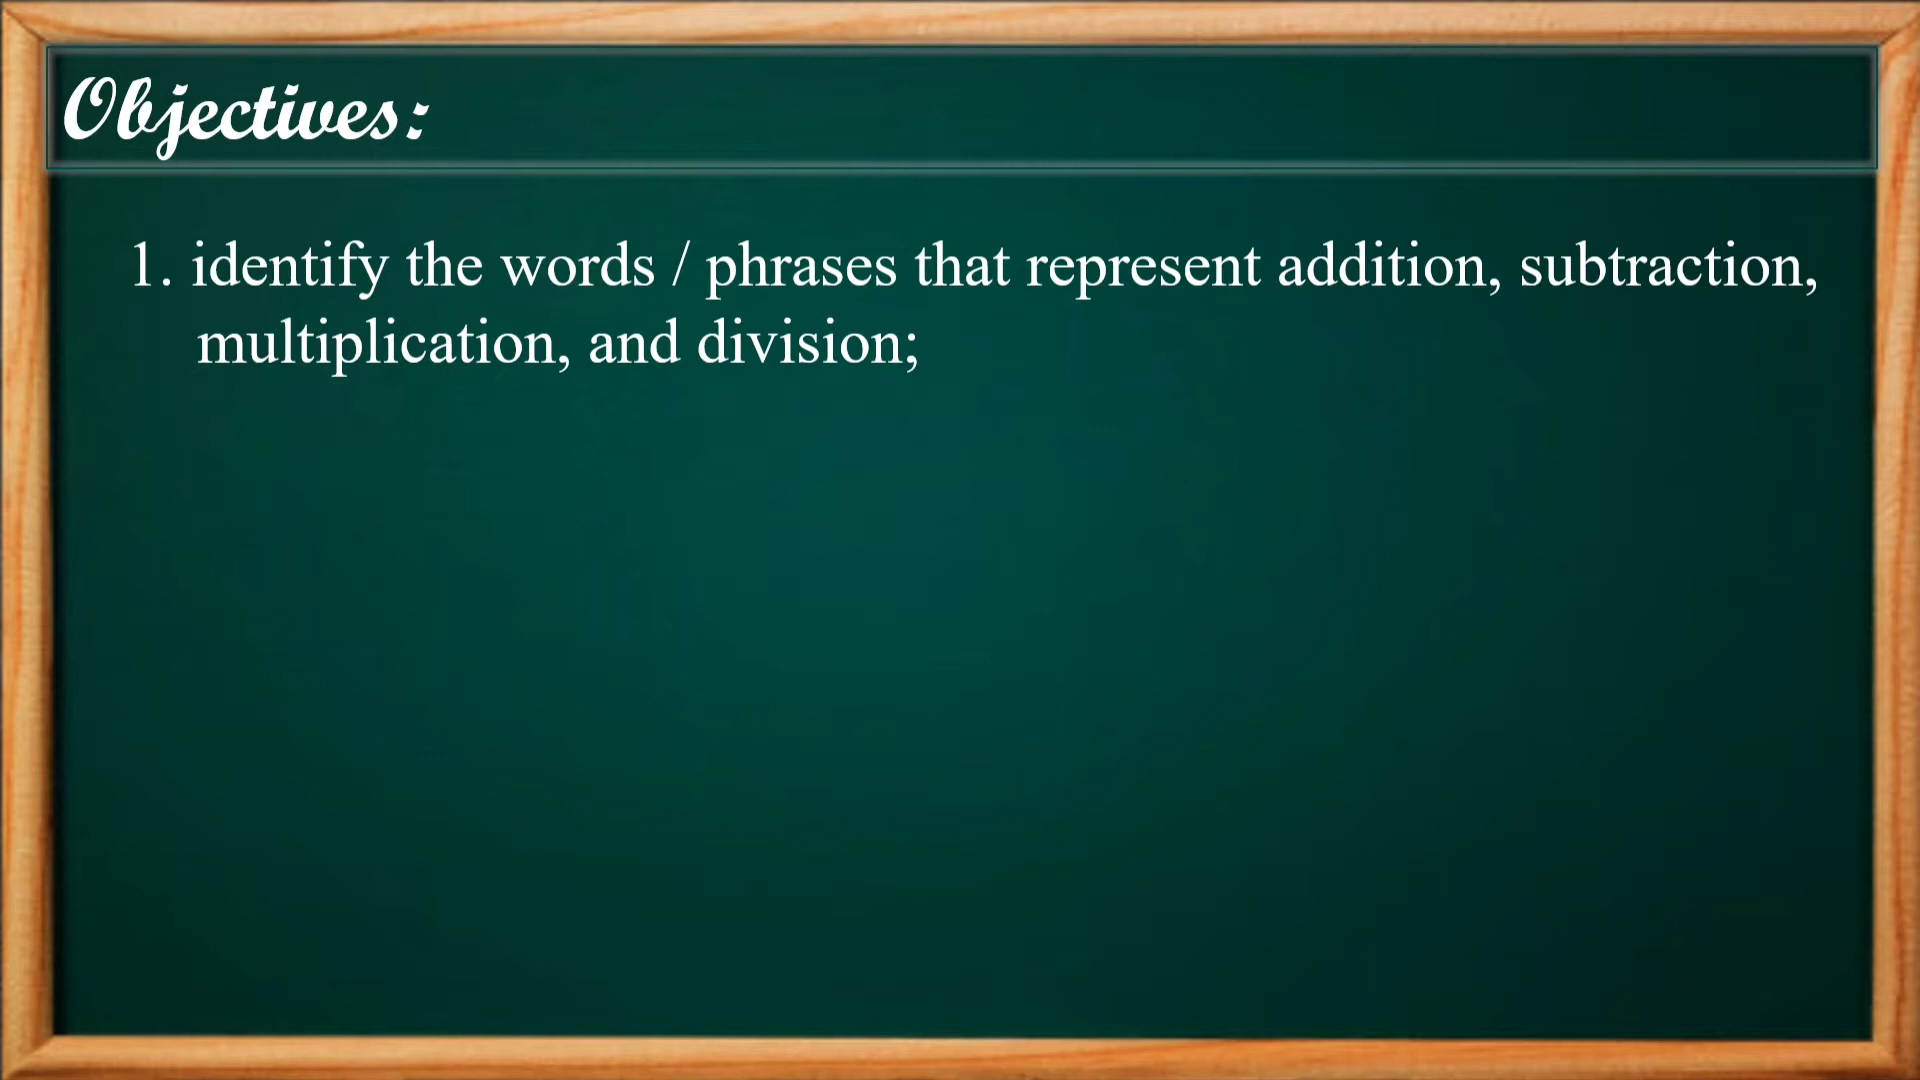 Objectives:
1. identify the words / phrases that represent addition, subtraction,
multiplication, and division;